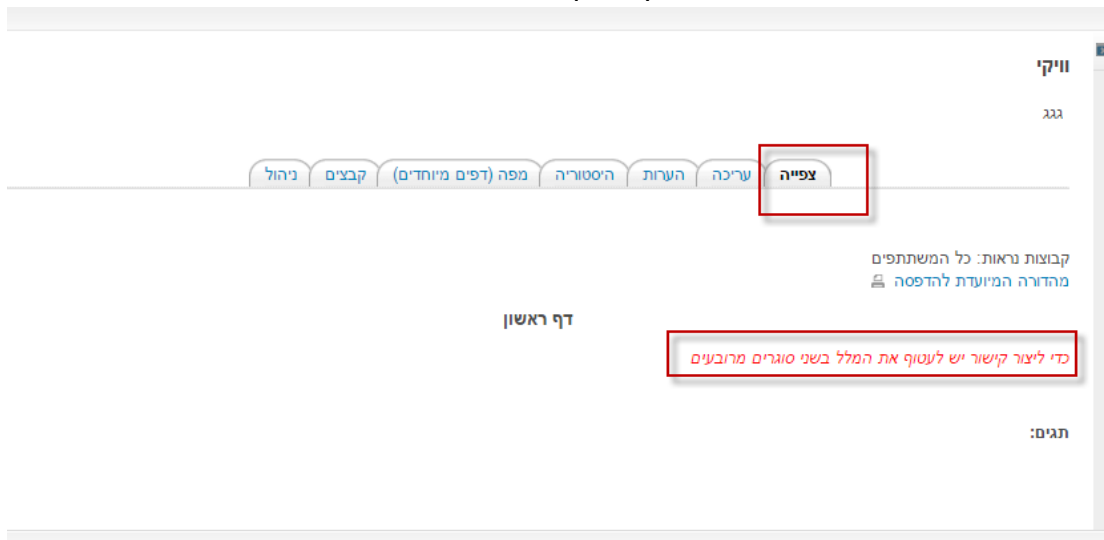 וויקי
גגג
צפייה עריכה הערות היסטוריה מפה (דפים מיוחדים) קבצים ניהול
קבוצות נראות: כל המשתתפים
מהדורה המיועדת להדפסה
דף ראשון
כדי ליצור קישור יש לעטוף את המלל בשני סוגרים מרובעים
תגים: